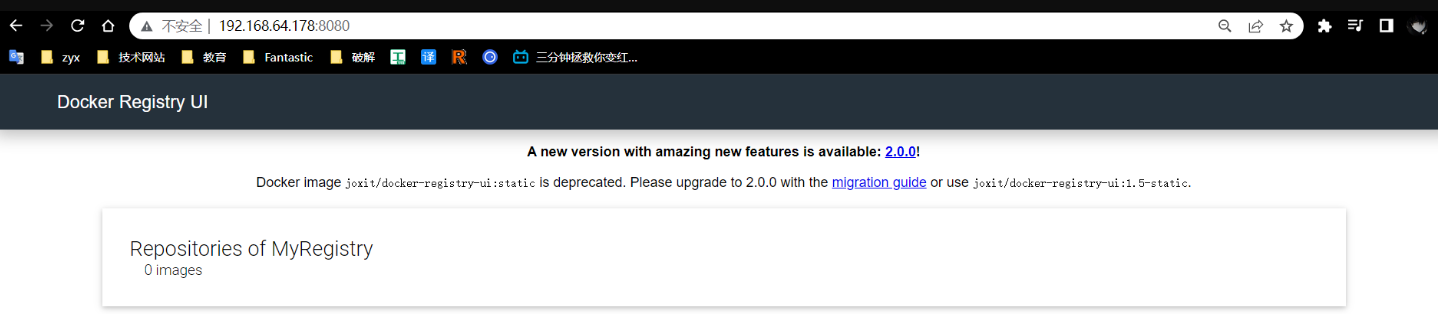 不安全 | 192.168.64.178:8080
zyx 技术网站 教育 Fantastic 破解 工 译 R 三分钟拯救你变红...
Docker Registry UI
A new version with amazing new features is available: 2.0.0!
Docker image joxit/docker-registry-ui:static is deprecated. Please upgrade to 2.0.0 with the migration guide or use joxit/docker-registry-ui:1.5-static.
Repositories of MyRegistry
0 images